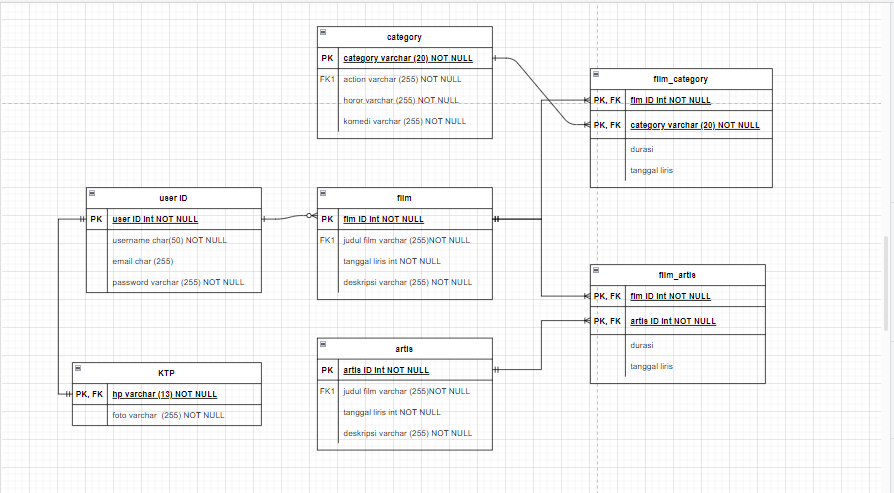 category
PK category varchar (20) NOT NULL
FK1 action varchar (255) NOT NULL
horor varchar (255) NOT NULL
komedi varchar (255) NOT NULL
film_category
PK, FK flm ID int NOT NULL
PK, FK category varchar (20) NOT NULL
durasi
tanggal liris
user ID
PK user ID int NOT NULL
username char(50) NOT NULL
email char (255)
password varchar (255) NOT NULL
film
PK flm ID int NOT NULL
FK1 judul film varchar (255)NOT NULL
tanggal liris int NOT NULL
deskripsi varchar (255) NOT NULL
film_artis
PK, FK flm ID int NOT NULL
PK, FK artis ID int NOT NULL
durasi
tanggal liris
KTP
PK, FK hp varchar (13) NOT NULL
foto varchar (255) NOT NULL
artis
PK artis ID int NOT NULL
FK1 judul film varchar (255)NOT NULL
tanggal liris int NOT NULL
deskripsi varchar (255) NOT NULL